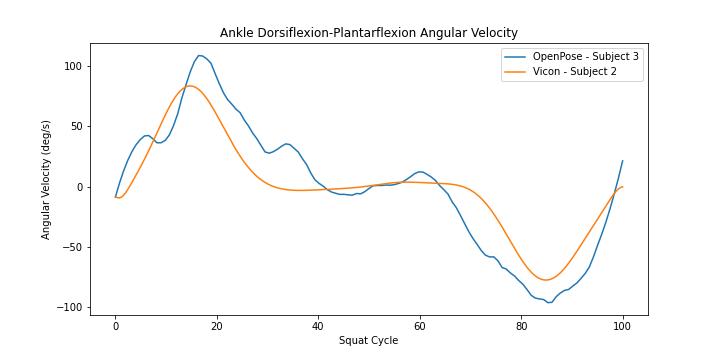 Ankle Dorsiflexion-Plantarflexion Angular Velocity
OpenPose - Subject 3
Vicon - Subject 2
Angular Velocity (deg/s)
100
50
0
−50
−100
0
20
40
60
80
100
Squat Cycle